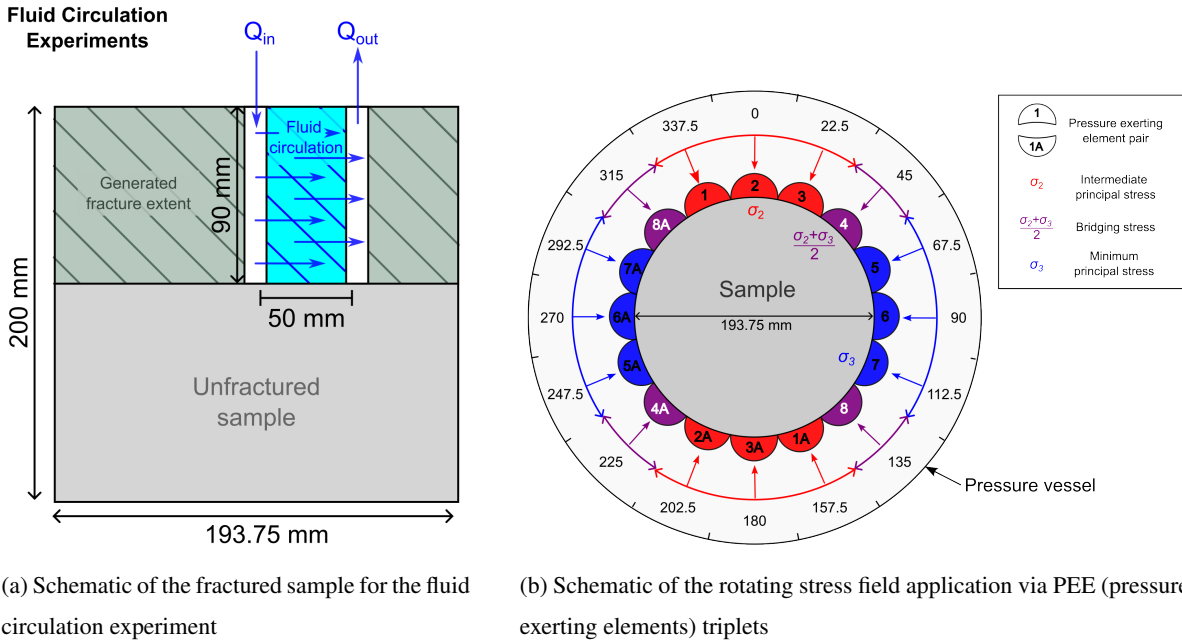 Fluid Circulation
Experiments
Q_in
Q_out
Fluid
circulation
Generated
fracture extent
90 mm
50 mm
200 mm
Unfractured
sample
193.75 mm
(a) Schematic of the fractured sample for the fluid
circulation experiment
0
22.5
45
67.5
90
112.5
135
157.5
180
202.5
225
247.5
270
292.5
315
337.5
1
2
3
4
5
6
7
8
1A
3A
2A
4A
5A
6A
7A
8A
σ2
σ2+σ3
2
σ3
Sample
193.75 mm
Pressure vessel
1
1A
Pressure exerting
element pair
σ2
Intermediate
principal stress
σ2+σ3
2
Bridging stress
σ3
Minimum
principal stress
(b) Schematic of the rotating stress field application via PEE (pressure
exerting elements) triplets